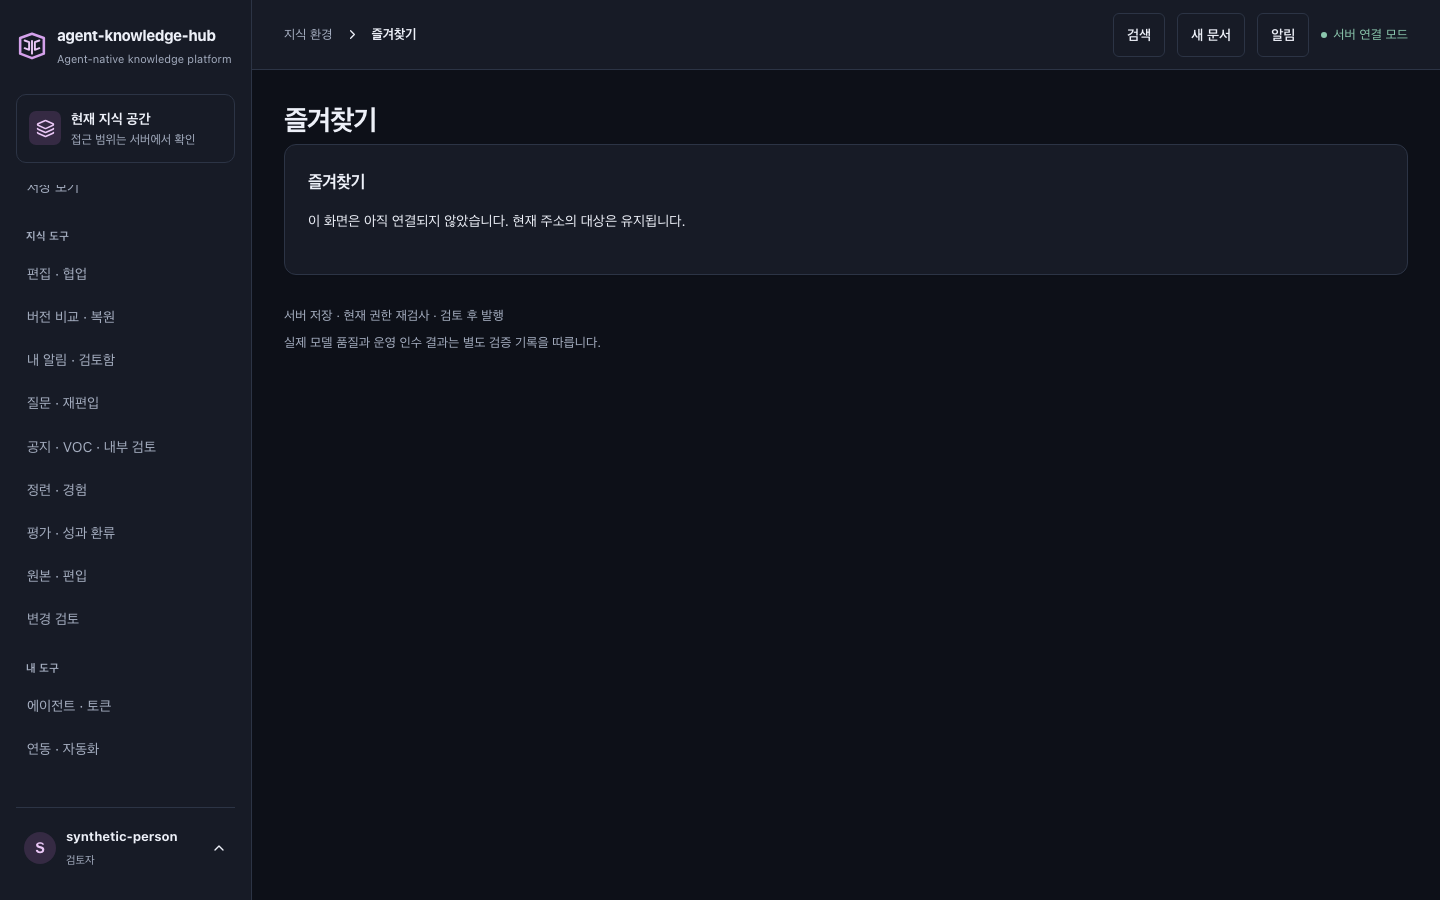 agent-knowledge-hub
Agent-native knowledge platform
현재 지식 공간
접근 범위는 서버에서 확인
저장 보기
지식 도구
편집 · 협업
버전 비교 · 복원
내 알림 · 검토함
질문 · 재편입
공지 · VOC · 내부 검토
정련 · 경험
평가 · 성과 환류
원본 · 편입
변경 검토
내 도구
에이전트 · 토큰
연동 · 자동화
S
synthetic-person
검토자
지식 환경 > 즐겨찾기
검색
새 문서
알림
서버 연결 모드
즐겨찾기
즐겨찾기
이 화면은 아직 연결되지 않았습니다. 현재 주소의 대상은 유지됩니다.
서버 저장 · 현재 권한 재검사 · 검토 후 발행
실제 모델 품질과 운영 인수 결과는 별도 검증 기록을 따릅니다.